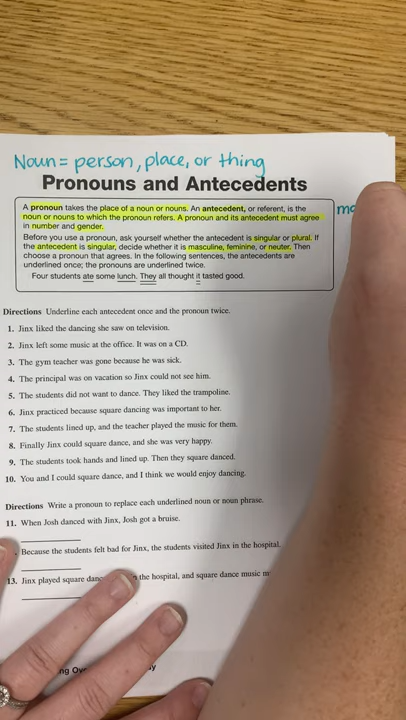 Noun = person, place, or thing
Pronouns and Antecedents
A pronoun takes the place of a noun or nouns. An antecedent, or referent, is the
noun or nouns to which the pronoun refers. A pronoun and its antecedent must agree
in number and gender.
Before you use a pronoun, ask yourself whether the antecedent is singular or plural. If
the antecedent is singular, decide whether it is masculine, feminine, or neuter. Then
choose a pronoun that agrees. In the following sentences, the antecedents are
underlined once; the pronouns are underlined twice.
Four students ate some lunch. They all thought it tasted good.
Directions Underline each antecedent once and the pronoun twice.
1. Jinx liked the dancing she saw on television.
2. Jinx left some music at the office. It was on a CD.
3. The gym teacher was gone because he was sick.
4. The principal was on vacation so Jinx could not see him.
5. The students did not want to dance. They liked the trampoline.
6. Jinx practiced because square dancing was important to her.
7. The students lined up, and the teacher played the music for them.
8. Finally Jinx could square dance, and she was very happy.
9. The students took hands and lined up. Then they square danced.
10. You and I could square dance, and I think we would enjoy dancing.
Directions Write a pronoun to replace each underlined noun or noun phrase.
11. When Josh danced with Jinx, Josh got a bruise.
Because the students felt bad for Jinx, the students visited Jinx in the hospital.
13. Jinx played square the hospital, and square dance music